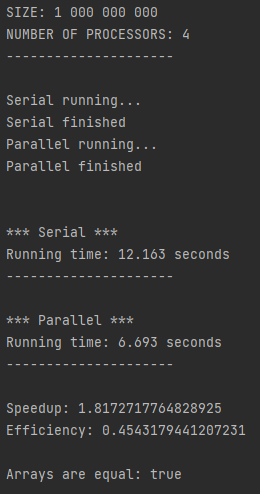 SIZE: 1 000 000 000
NUMBER OF PROCESSORS: 4
---------------------
Serial running...
Serial finished
Parallel running...
Parallel finished
*** Serial ***
Running time: 12.163 seconds
---------------------
*** Parallel ***
Running time: 6.693 seconds
---------------------
Speedup: 1.8172717764828925
Efficiency: 0.4543179441207231
Arrays are equal: true